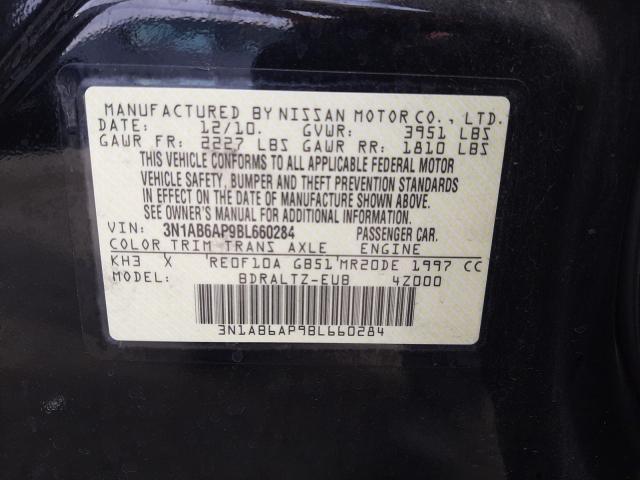 MANUFACTURED BY NISSAN MOTOR CO., LTD.
DATE: 12/10. GVWR: 3951 LBS
GAWR FR: 2227 LBS GAWR RR: 1810 LBS
THIS VEHICLE CONFORMS TO ALL APPLICABLE FEDERAL MOTOR
VEHICLE SAFETY, BUMPER AND THEFT PREVENTION STANDARDS
IN EFFECT ON THE DATE OF MANUFACTURE SHOWN ABOVE.
SEE OWNER'S MANUAL FOR ADDITIONAL INFORMATION.
VIN: 3N1AB6AP9BL660284 PASSENGER CAR.
COLOR TRIM TRANS AXLE ENGINE
KH3 X RE0F10A GB51 MR20DE 1997 CC
MODEL: BDRALTZ-EUB 4Z000
3N1AB6AP9BL660284